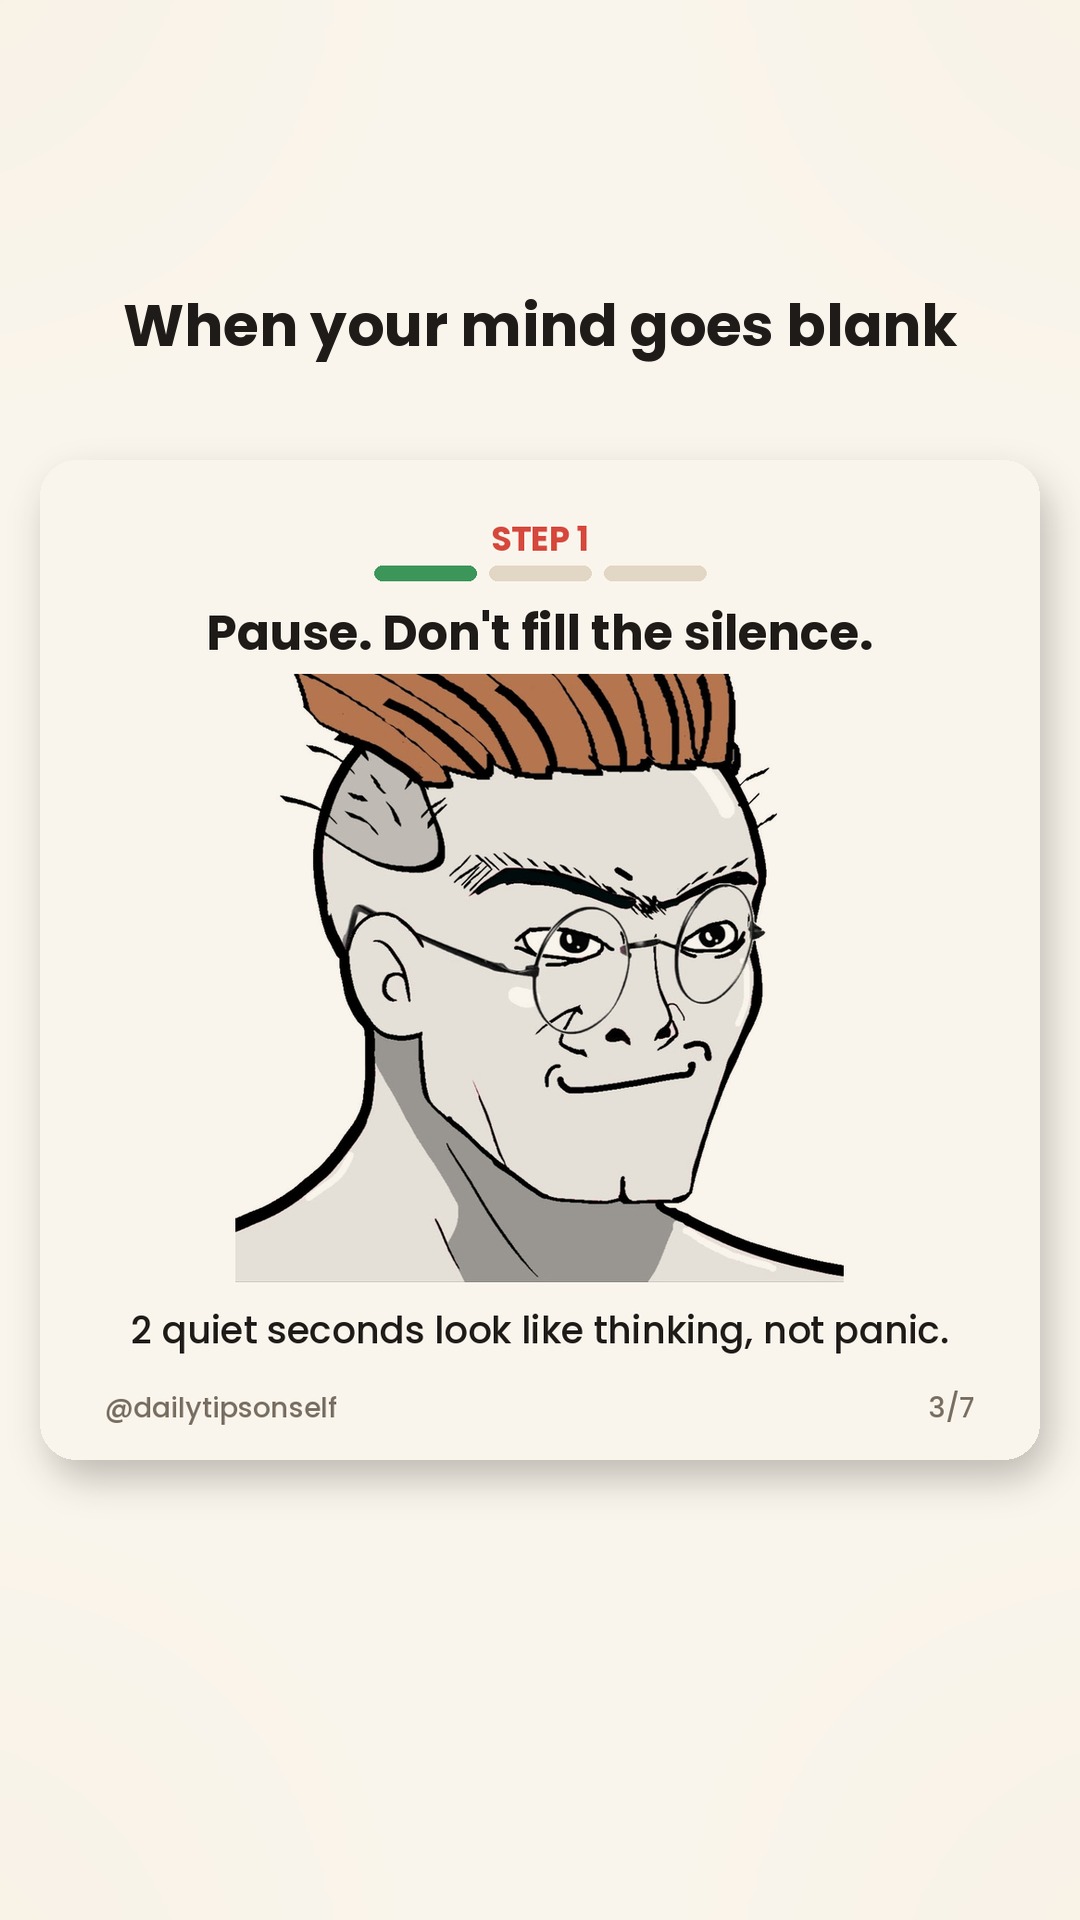 When your mind goes blank
STEP 1
Pause. Don't fill the silence.
2 quiet seconds look like thinking, not panic.
@dailytipsonself
3/7